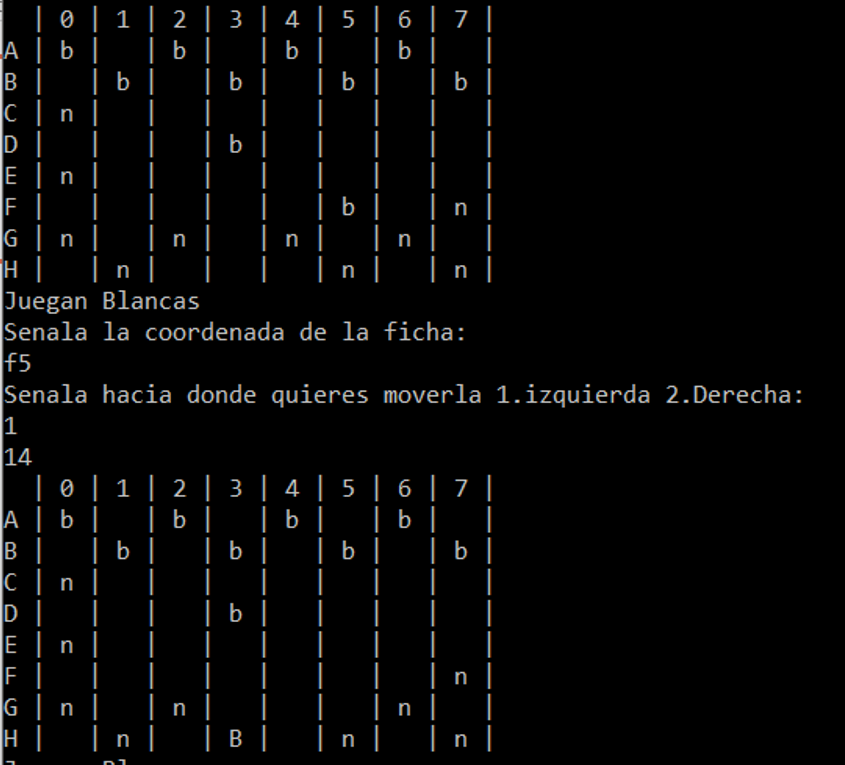 | 0 | 1 | 2 | 3 | 4 | 5 | 6 | 7 |
A | b |   | b |   | b |   | b |   |
B |   | b |   | b |   | b |   | b |
C | n |   |   |   |   |   |   |   |
D |   |   |   | b |   |   |   |   |
E | n |   |   |   |   |   |   |   |
F |   |   |   |   |   | b |   | n |
G | n |   | n |   | n |   | n |   |
H |   | n |   |   |   | n |   | n |
Juegan Blancas
Senala la coordenada de la ficha:
f5
Senala hacia donde quieres moverla 1.izquierda 2.Derecha:
1
14
| 0 | 1 | 2 | 3 | 4 | 5 | 6 | 7 |
A | b |   | b |   | b |   | b |   |
B |   | b |   | b |   | b |   | b |
C | n |   |   |   |   |   |   |   |
D |   |   |   | b |   |   |   |   |
E | n |   |   |   |   |   |   |   |
F |   |   |   |   |   |   |   | n |
G | n |   | n |   |   |   | n |   |
H |   | n |   | B |   | n |   | n |